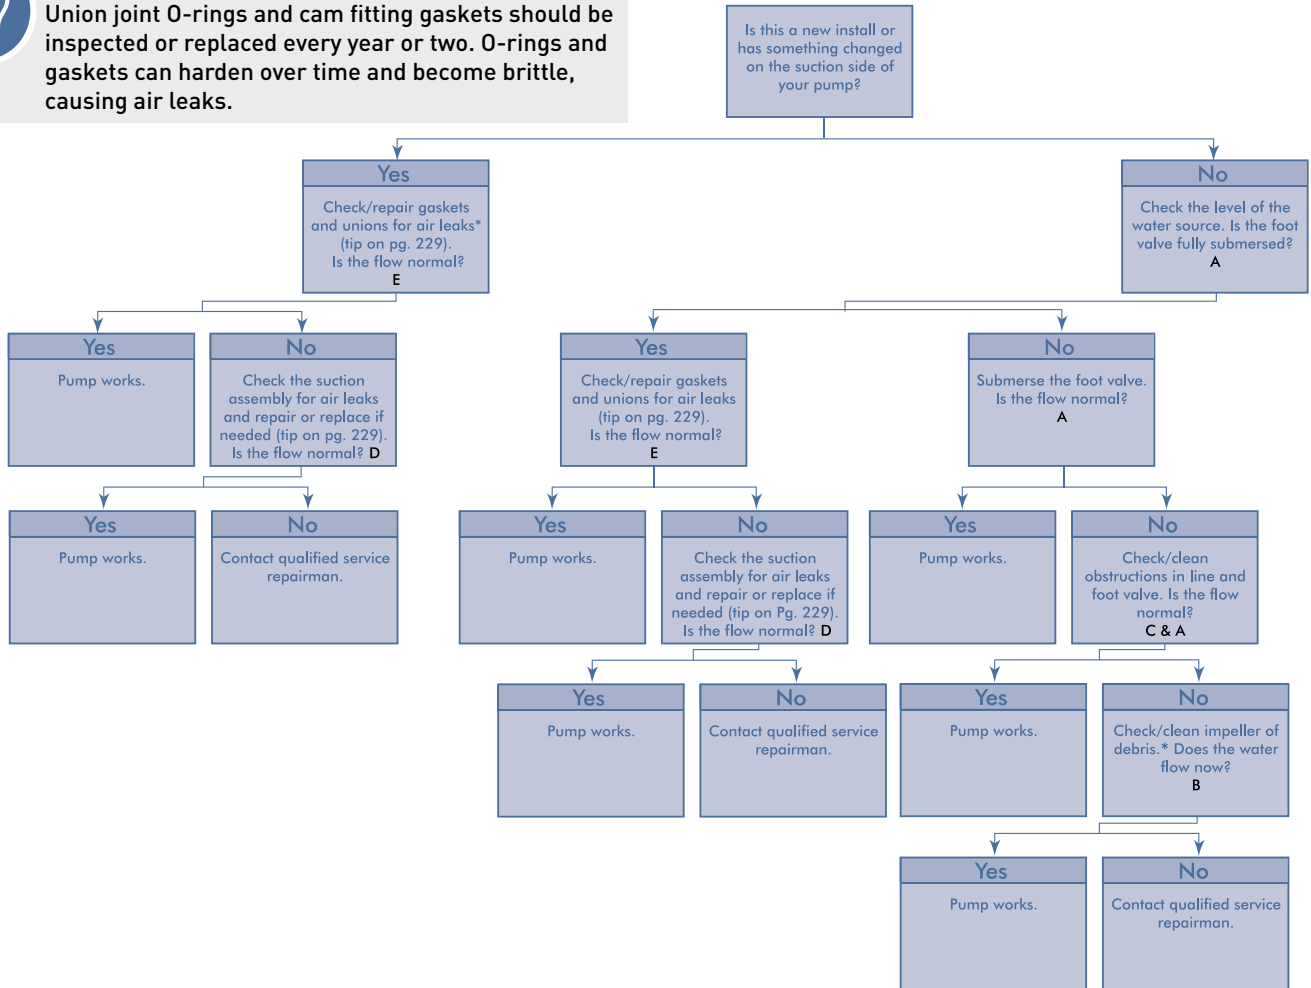 Union joint O-rings and cam fitting gaskets should be
inspected or replaced every year or two. O-rings and
gaskets can harden over time and become brittle,
causing air leaks.
Is this a new install or
has something changed
on the suction side of
your pump?
Yes
Check/repair gaskets
and unions for air leaks*
(tip on pg. 229).
Is the flow normal?
E
No
Check the level of the
water source. Is the foot
valve fully submersed?
A
Yes
Pump works.
No
Check the suction
assembly for air leaks
and repair or replace if
needed (tip on pg. 229).
Is the flow normal? D
Yes
Check/repair gaskets
and unions for air leaks
(tip on pg. 229).
Is the flow normal?
E
No
Submerse the foot valve.
Is the flow normal?
A
Yes
Pump works.
No
Contact qualified service
repairman.
Yes
Pump works.
No
Check the suction
assembly for air leaks
and repair or replace if
needed (tip on Pg. 229).
Is the flow normal? D
Yes
Pump works.
No
Check/clean
obstructions in line and
foot valve. Is the flow
normal?
C & A
Yes
Pump works.
No
Contact qualified service
repairman.
Yes
Pump works.
No
Check/clean impeller of
debris.* Does the water
flow now?
B
Yes
Pump works.
No
Contact qualified service
repairman.